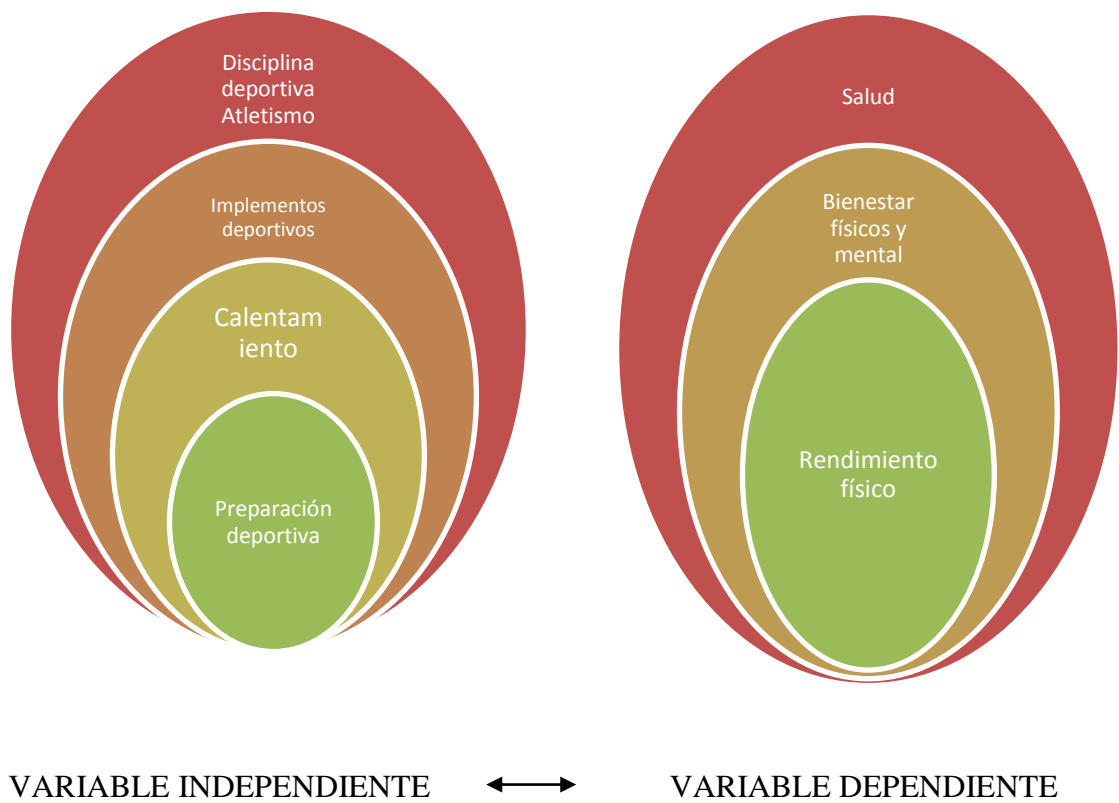 Disciplina
deportiva
Atletismo
Implementos
deportivos
Calentam
iento
Preparación
deportiva
Salud
Bienestar
físicos y
mental
Rendimiento
físico
VARIABLE INDEPENDIENTE
VARIABLE DEPENDIENTE